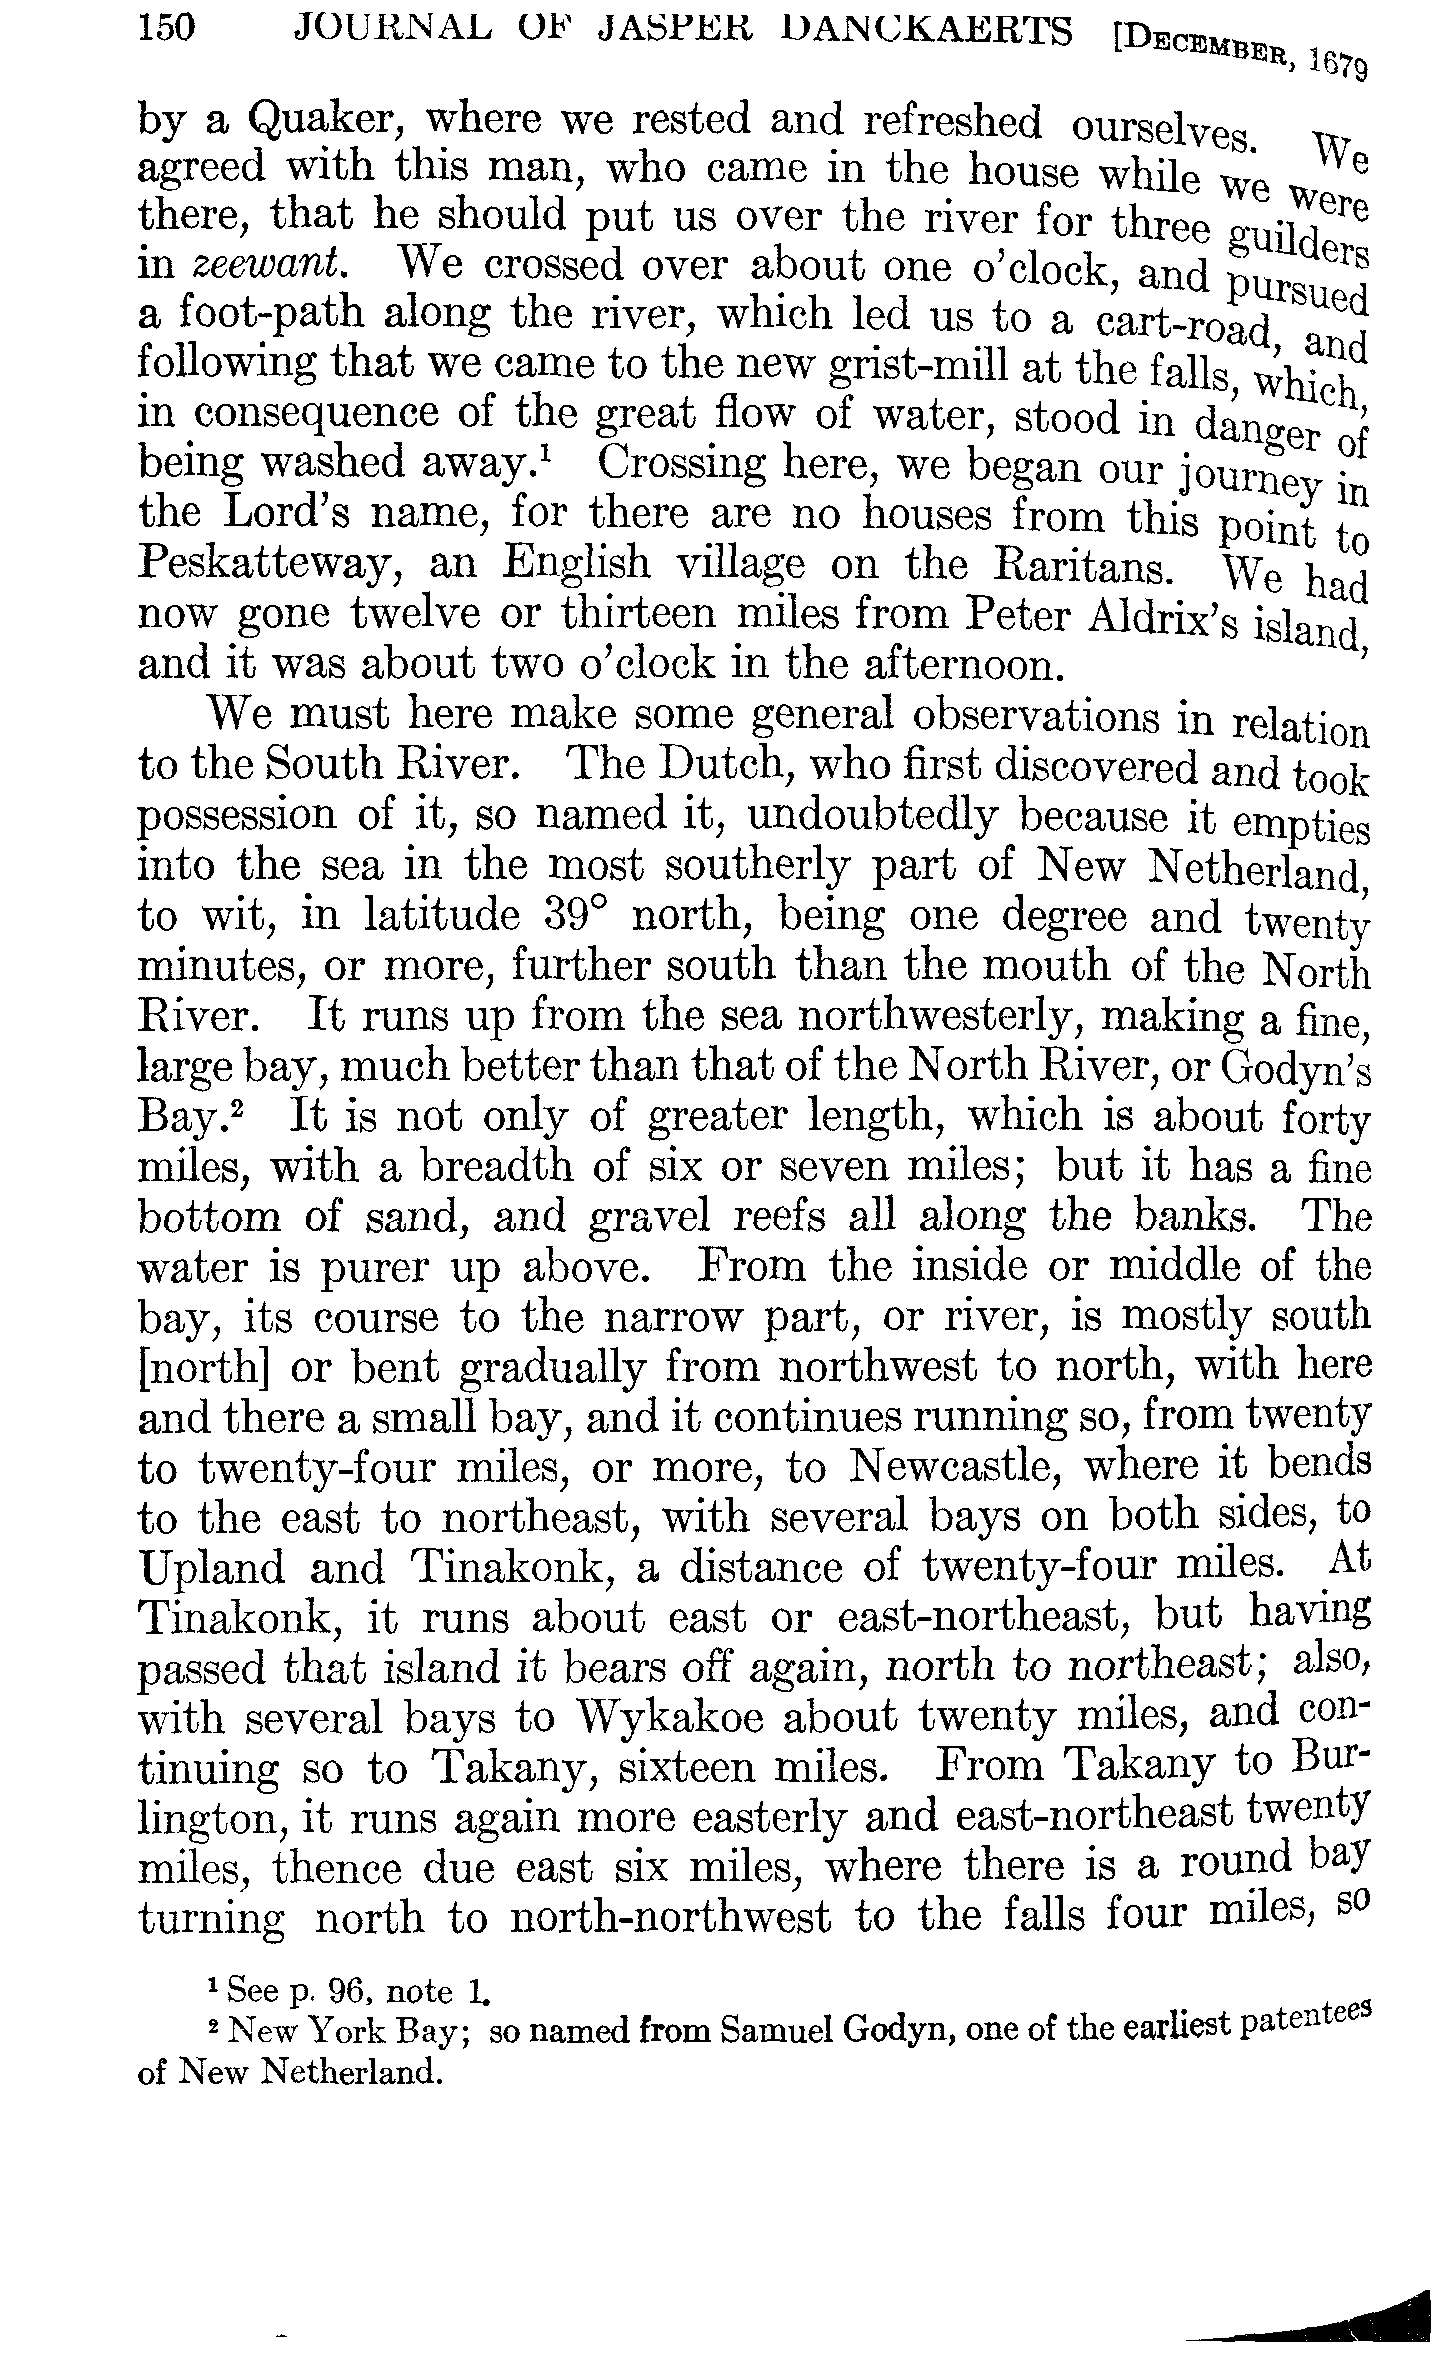 150 JOURNAL OF JASPER DANCKAERTS [DECEMBER, 1679
by a Quaker, where we rested and refreshed ourselves. We
agreed with this man, who came in the house while we were
there, that he should put us over the river for three guilders
in zeewant. We crossed over about one o'clock, and pursued
a foot-path along the river, which led us to a cart-road, and
following that we came to the new grist-mill at the falls, which,
in consequence of the great flow of water, stood in danger of
being washed away.¹ Crossing here, we began our journey in
the Lord's name, for there are no houses from this point to
Peskatteway, an English village on the Raritans. We had
now gone twelve or thirteen miles from Peter Aldrix's island,
and it was about two o'clock in the afternoon.
We must here make some general observations in relation
to the South River. The Dutch, who first discovered and took
possession of it, so named it, undoubtedly because it empties
into the sea in the most southerly part of New Netherland,
to wit, in latitude 39° north, being one degree and twenty
minutes, or more, further south than the mouth of the North
River. It runs up from the sea northwesterly, making a fine,
large bay, much better than that of the North River, or Godyn's
Bay.² It is not only of greater length, which is about forty
miles, with a breadth of six or seven miles; but it has a fine
bottom of sand, and gravel reefs all along the banks. The
water is purer up above. From the inside or middle of the
bay, its course to the narrow part, or river, is mostly south
[north] or bent gradually from northwest to north, with here
and there a small bay, and it continues running so, from twenty
to twenty-four miles, or more, to Newcastle, where it bends
to the east to northeast, with several bays on both sides, to
Upland and Tinakonk, a distance of twenty-four miles. At
Tinakonk, it runs about east or east-northeast, but having
passed that island it bears off again, north to northeast; also,
with several bays to Wykakoe about twenty miles, and con-
tinuing so to Takany, sixteen miles. From Takany to Bur-
lington, it runs again more easterly and east-northeast twenty
miles, thence due east six miles, where there is a round bay
turning north to north-northwest to the falls four miles, so
¹ See p. 96, note 1.
² New York Bay; so named from Samuel Godyn, one of the earliest patentees
of New Netherland.